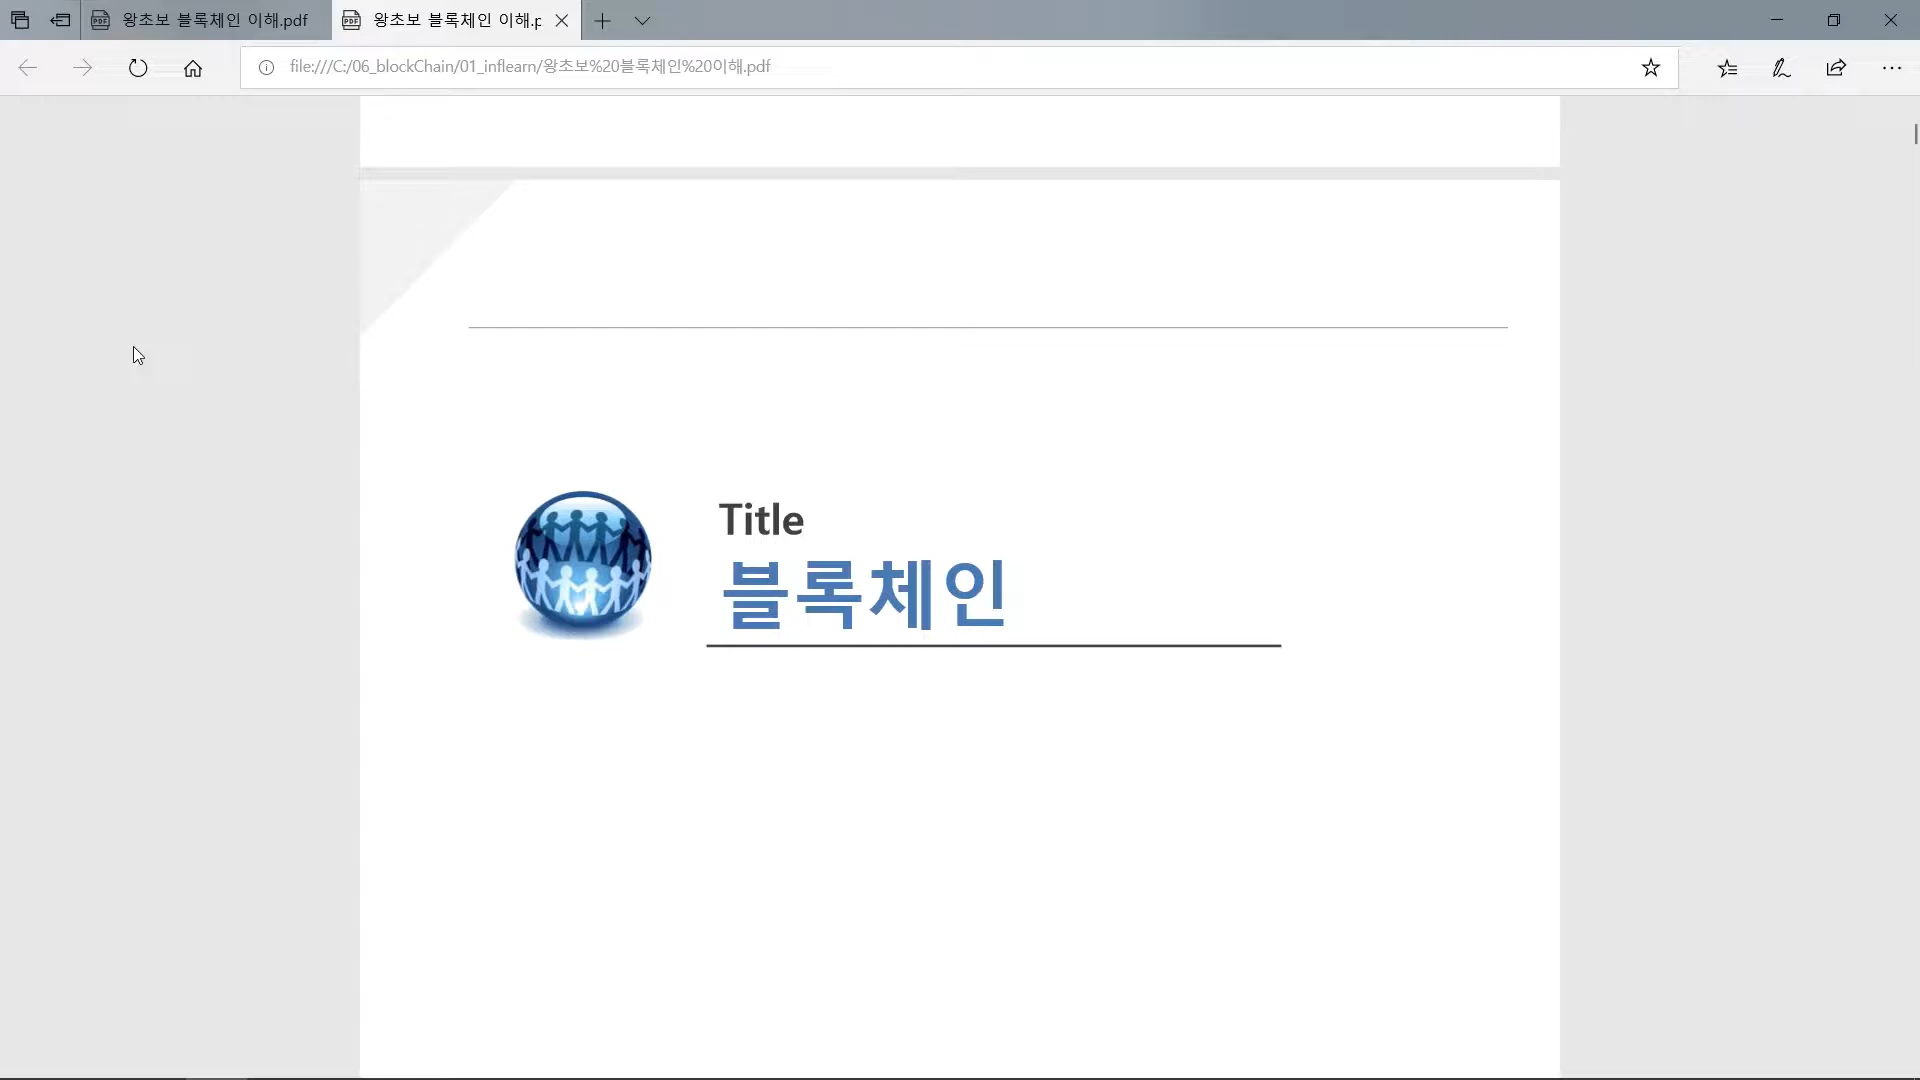 왕초보 블록체인 이해.pdf
왕초보 블록체인 이해.p
file:///C:/06_blockChain/01_inflearn/왕초보%20블록체인%20이해.pdf
Title
블록체인